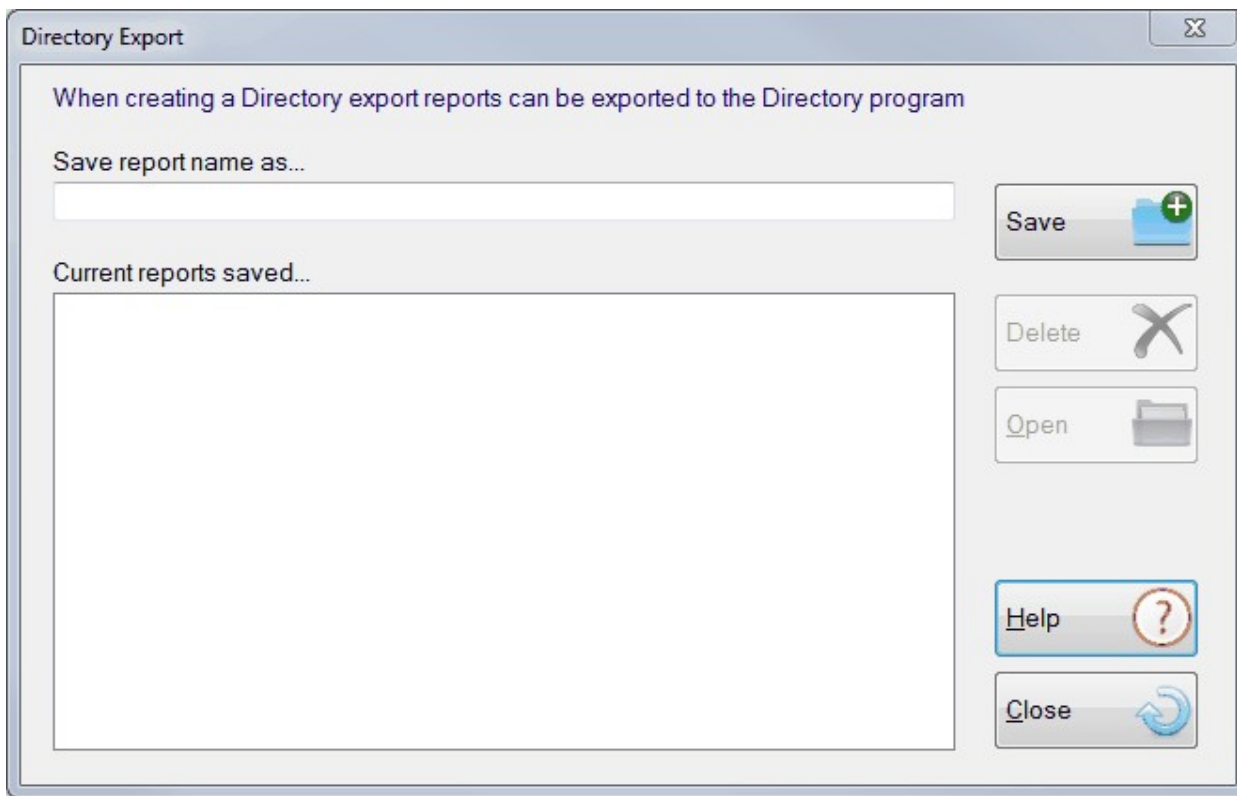 Directory Export
When creating a Directory export reports can be exported to the Directory program
Save report name as...
Save
Current reports saved...
Delete
Open
Help
?
Close